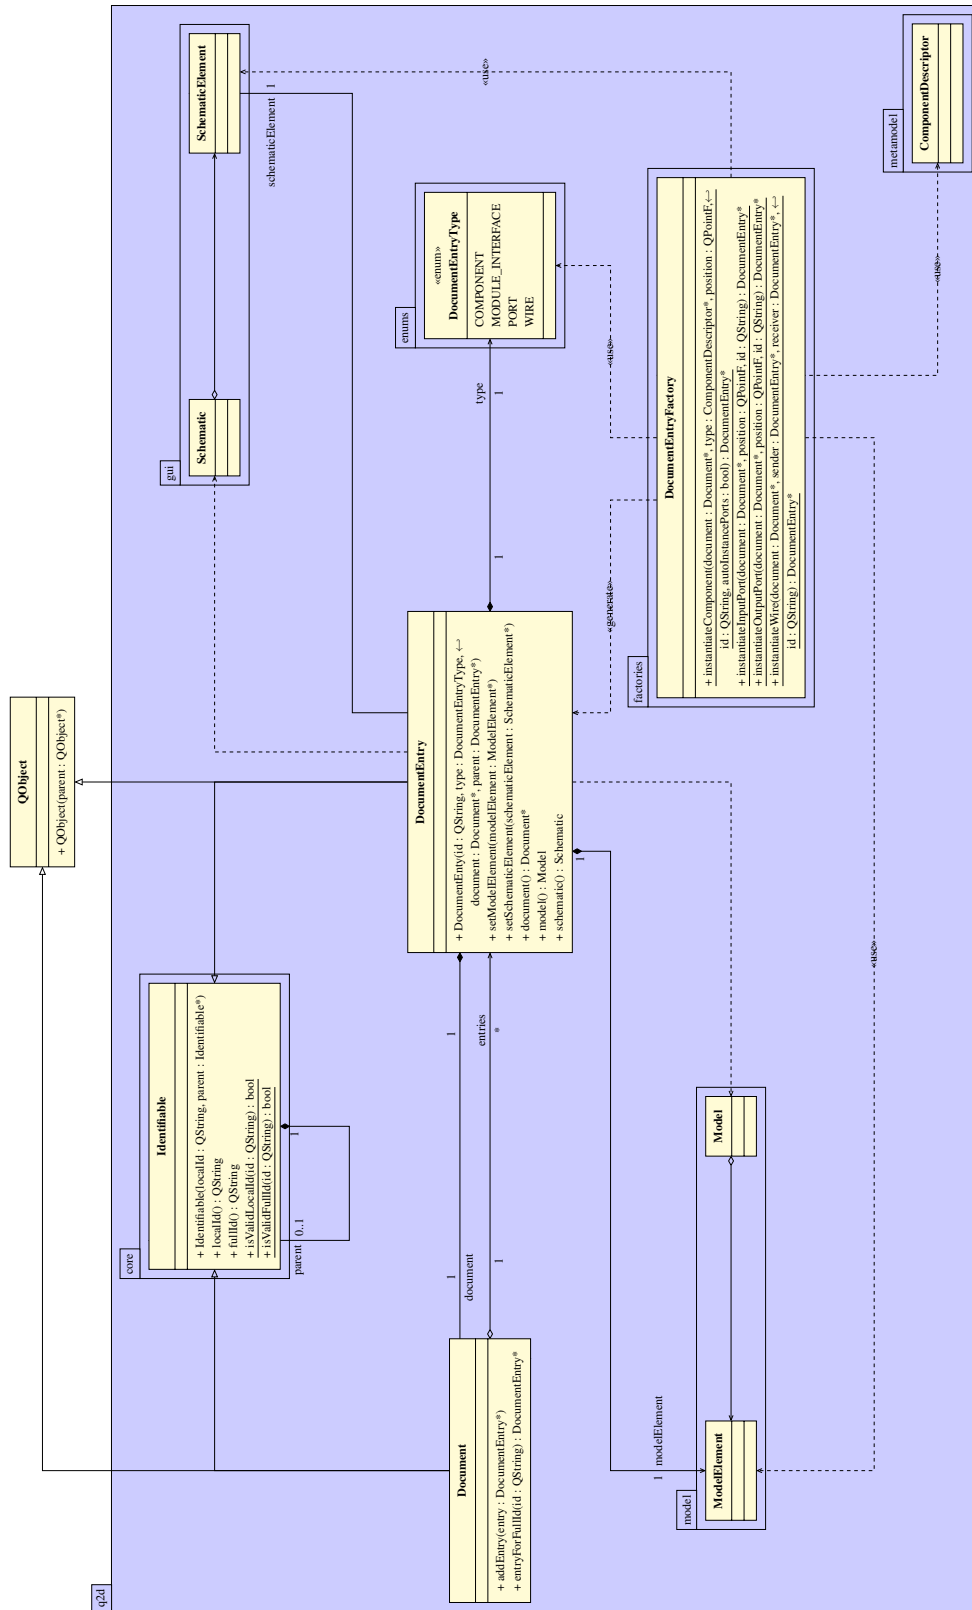 q2d
QObject
+ QObject(parent : QObject*)
core
Identifiable
+ Identifiable(localId : QString, parent : Identifiable*)
+ localId() : QString
+ fullId() : QString
+ isValidLocalId(id : QString) : bool
+ isValidFullId(id : QString) : bool
1
parent
0..1
gui
Schematic
SchematicElement
schematicElement
1
Document
+ addEntry(entry : DocumentEntry*)
+ entryForFullId(id : QString) : DocumentEntry*
1
document
1
entries
*
1
DocumentEntry
+ DocumentEnty(id : QString, type : DocumentEntryType, ↩
document : Document*, parent : DocumentEntry*)
+ setModelElement(modelElement : ModelElement*)
+ setSchematicElement(schematicElement : SchematicElement*)
+ document() : Document*
+ model() : Model
+ schematic() : Schematic
1
1
type
1
enums
«enum»
DocumentEntryType
COMPONENT
MODULE_INTERFACE
PORT
WIRE
«use»
«use»
«generate»
factories
DocumentEntryFactory
+ instantiateComponent(document : Document*, type : ComponentDescriptor*, position : QPointF,↩
id : QString, autoInstancePorts : bool) : DocumentEntry*
+ instantiateInputPort(document : Document*, position : QPointF, id : QString) : DocumentEntry*
+ instantiateOutputPort(document : Document*, position : QPointF, id : QString) : DocumentEntry*
+ instantiateWire(document : Document*, sender : DocumentEntry*, receiver : DocumentEntry*, ↩
id : QString) : DocumentEntry*
«use»
«use»
metamodel
ComponentDescriptor
model
ModelElement
Model
1
modelElement